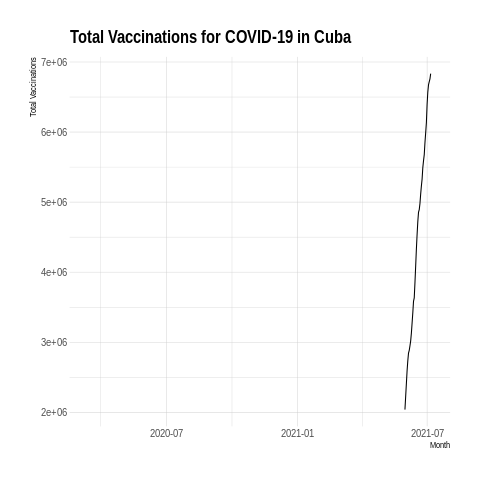 Total Vaccinations for COVID-19 in Cuba
Total Vaccinations
7e+06
6e+06
5e+06
4e+06
3e+06
2e+06
2020-07 2021-01 2021-07
Month